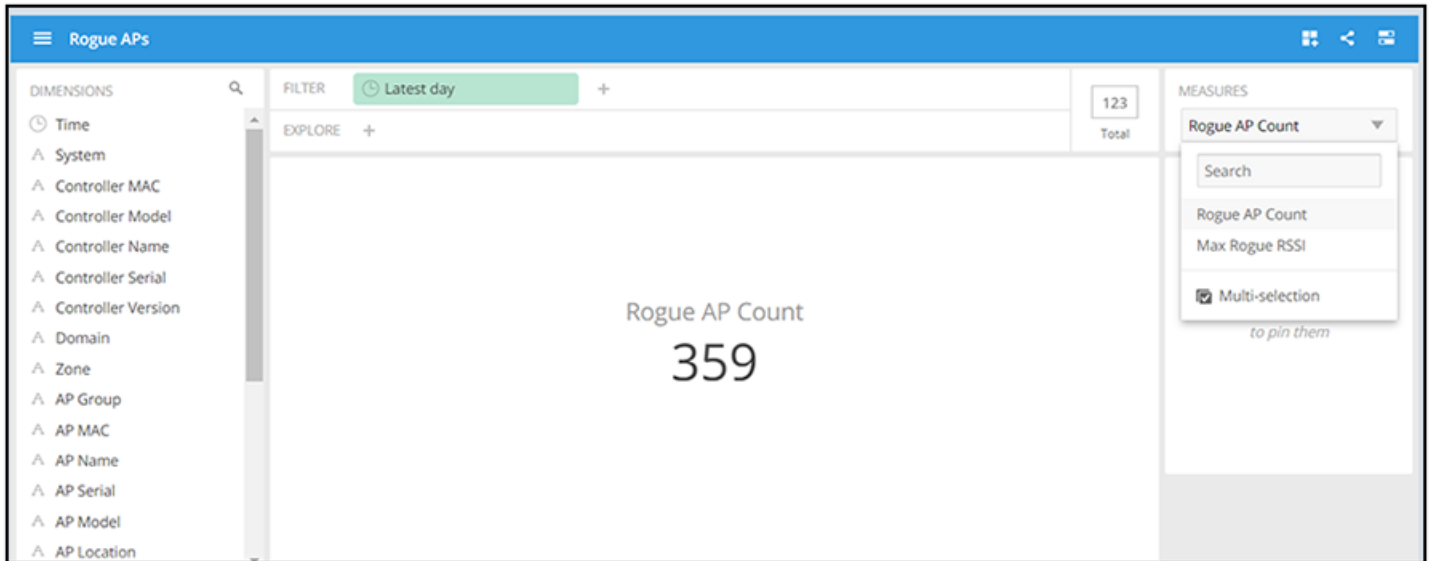 Rogue APs
DIMENSIONS
Time
System
Controller MAC
Controller Model
Controller Name
Controller Serial
Controller Version
Domain
Zone
AP Group
AP MAC
AP Name
AP Serial
AP Model
AP Location
FILTER
Latest day
+
EXPLORE +
123
Total
Rogue AP Count
359
MEASURES
Rogue AP Count
Search
Rogue AP Count
Max Rogue RSSI
Multi-selection
to pin them